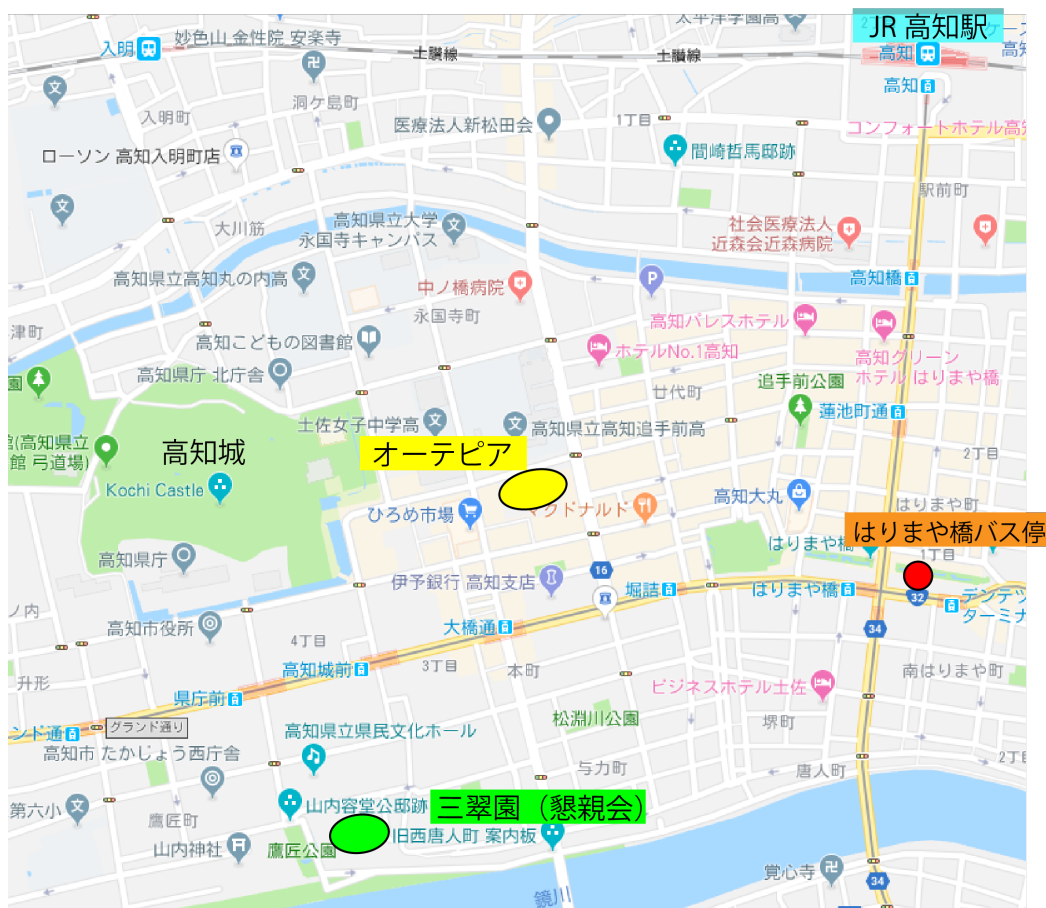 太平洋学園高
JR 高知駅
妙色山 金性院 安楽寺
入明
土讃線
土讃線
高知
高知
洞ケ島町
入明町
医療法人新松田会
1丁目
コンフォートホテル高
ローソン 高知入明町店
間崎哲馬邸跡
駅前町
高知県立大学
永国寺キャンパス
大川筋
社会医療法人
近森会近森病院
高知県立高知丸の内高
高知橋
中ノ橋病院
永国寺町
高知パレスホテル
津町
高知こどもの図書館
ホテルNo.1高知
高知グリーン
ホテル はりまや橋
高知県庁 北庁舎
追手前公園
園
廿代町
蓮池町通
土佐女子中学高
高知県立高知追手前高
館(高知県立
館 弓道場)
高知城
オーテピア
2丁目
Kochi Castle
高知大丸
はりまや町
ひろめ市場
マクドナルド
はりまや橋バス停
はりまや橋
1丁目
高知県庁
16
伊予銀行 高知支店
堀詰
はりまや橋
32
デンテツ
ターミナ
ノ内
高知市役所
大橋通
34
4丁目
高知城前
3丁目
本町
南はりまや町
升形
県庁前
ビジネスホテル土佐
グランド通り
ンド通
松淵川公園
堺町
高知県立県民文化ホール
高知市 たかじょう西庁舎
与力町
唐人町
2丁目
山内容堂公邸跡
三翠園（懇親会）
第六小
鷹匠町
旧西唐人町 案内板
山内神社
鷹匠公園
覚心寺
34
鏡川